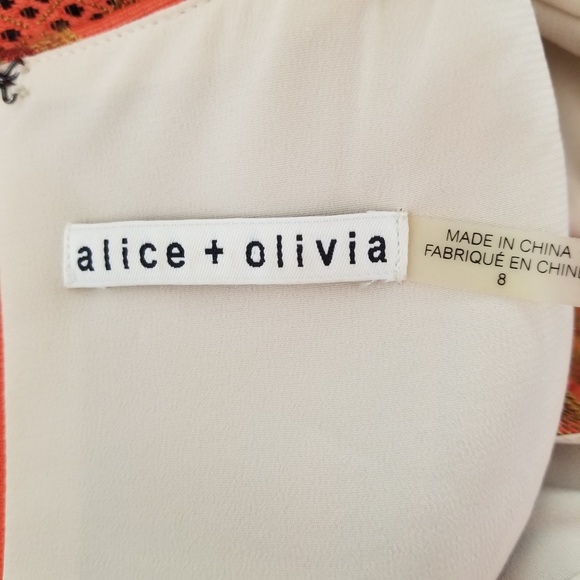 alice + olivia
MADE IN CHINA
FABRIQUÉ EN CHINE
8